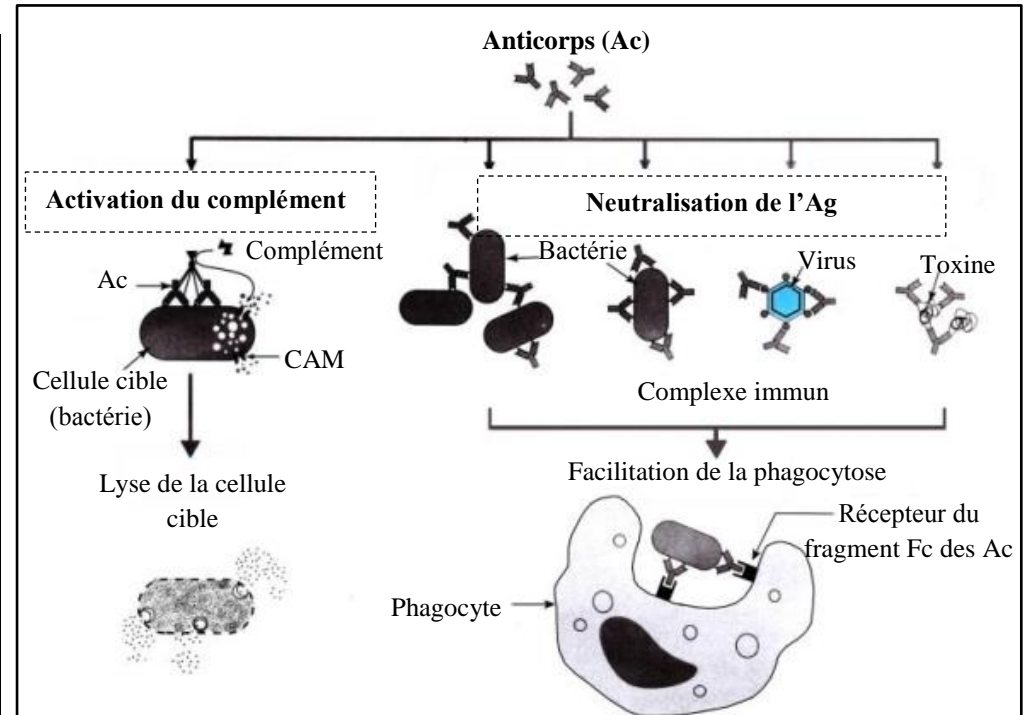 Anticorps (Ac)
Activation du complément
Neutralisation de l’Ag
Complément
Ac
CAM
Cellule cible
(bactérie)
Lyse de la cellule
cible
Bactérie
Virus
Toxine
Complexe immun
Facilitation de la phagocytose
Récepteur du
fragment Fc des Ac
Phagocyte